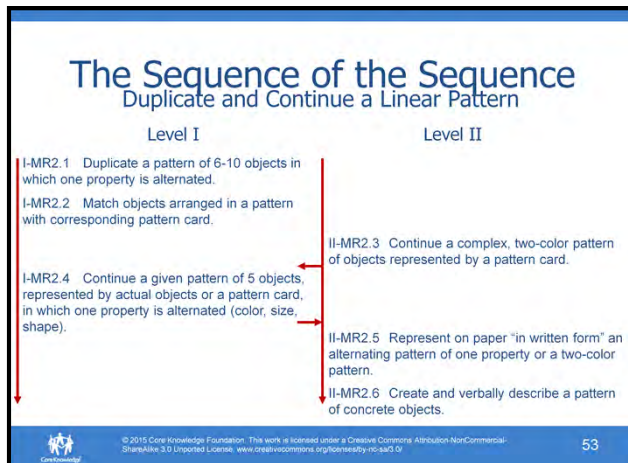 The Sequence of the Sequence
Duplicate and Continue a Linear Pattern
Level I
I-MR2.1 Duplicate a pattern of 6-10 objects in
which one property is alternated.
I-MR2.2 Match objects arranged in a pattern
with corresponding pattern card.
I-MR2.4 Continue a given pattern of 5 objects,
represented by actual objects or a pattern card,
in which one property is alternated (color, size,
shape).
Level II
II-MR2.3 Continue a complex, two-color pattern
of objects represented by a pattern card.
II-MR2.5 Represent on paper “in written form” an
alternating pattern of one property or a two-color
pattern.
II-MR2.6 Create and verbally describe a pattern
of concrete objects.
CoreKnowledge
© 2015 Core Knowledge Foundation. This work is licensed under a Creative Commons Attribution-NonCommercial-
ShareAlike 3.0 Unported License. www.creativecommons.org/licenses/by-nc-sa/3.0/
53